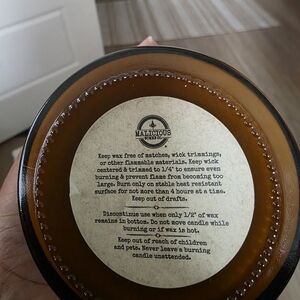 MALICIOUS
WOMEN CO.
Keep wax free of matches, wick trimmings,
or other flammable materials. Keep wick
centered & trimmed to 1/4" to ensure even
burning & prevent flame from becoming too
large. Burn only on stable heat resistant
surface for not more than 4 hours at a time.
Keep out of drafts.
Discontinue use when only 1/2" of wax
remains in bottom. Do not move candle while
burning or if wax is hot.
Keep out of reach of children
and pets. Never leave a burning
candle unattended.